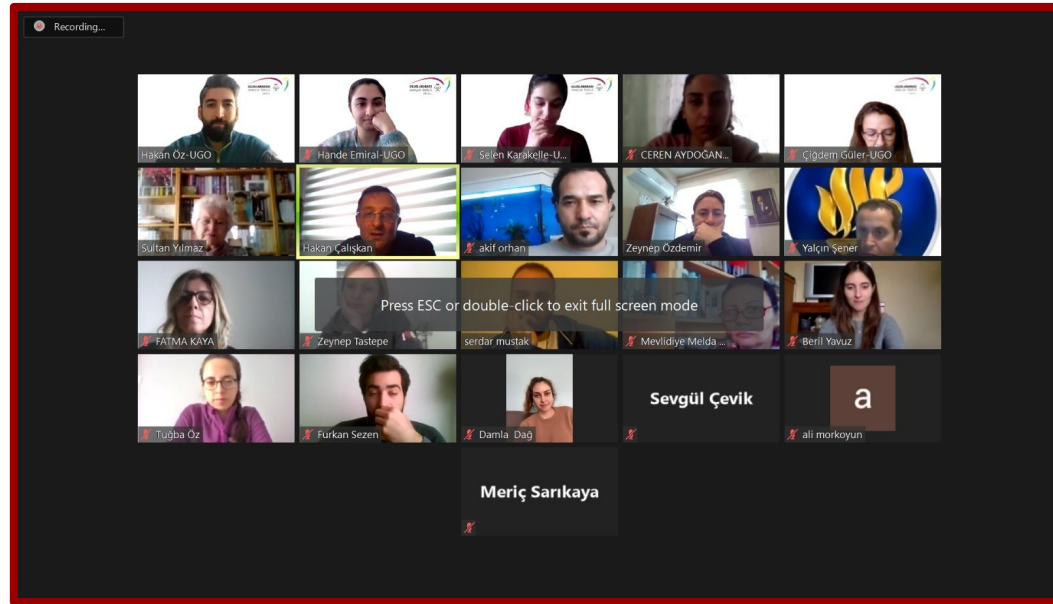 Recording...
Hakan Öz-UGO
Hande Emiral-UGO
Selen Karakelle-U...
CEREN AYDOĞAN...
Çiğdem Güler-UGO
Sultan Yılmaz
Hakan Çalışkan
akif orhan
Zeynep Özdemir
Yalçın Şener
Press ESC or double-click to exit full screen mode
FATMA KAYA
Zeynep Tastepe
serdar mustak
Mevlidiye Melda ...
Beril Yavuz
Tuğba Öz
Furkan Sezen
Damla Dağ
Sevgül Çevik
a
ali morkoyun
Meriç Sarıkaya